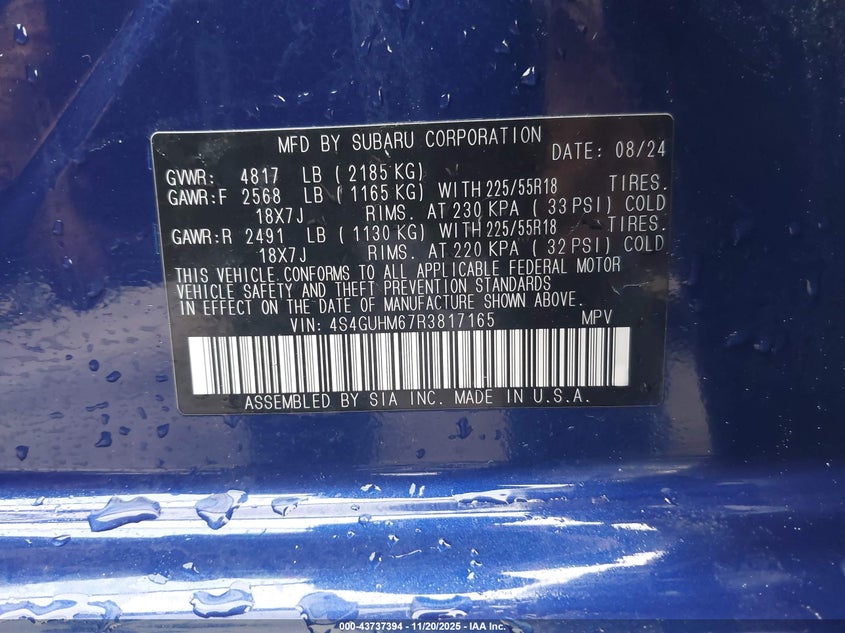 MFD BY SUBARU CORPORATION DATE: 08/24
GVWR: 4817 LB ( 2185 KG)
GAWR:F 2568 LB ( 1165 KG) WITH 225/55R18 TIRES.
18X7J RIMS. AT 230 KPA ( 33 PSI) COLD
GAWR:R 2491 LB ( 1130 KG) WITH 225/55R18 TIRES.
18X7J RIMS. AT 220 KPA ( 32 PSI) COLD
THIS VEHICLE CONFORMS TO ALL APPLICABLE FEDERAL MOTOR
VEHICLE SAFETY AND THEFT PREVENTION STANDARDS
IN EFFECT ON THE DATE OF MANUFACTURE SHOWN ABOVE.
VIN: 4S4GUHM67R3817165 MPV
ASSEMBLED BY SIA INC. MADE IN U.S.A.
000-43737394 - 11/20/2025 - IAA Inc.